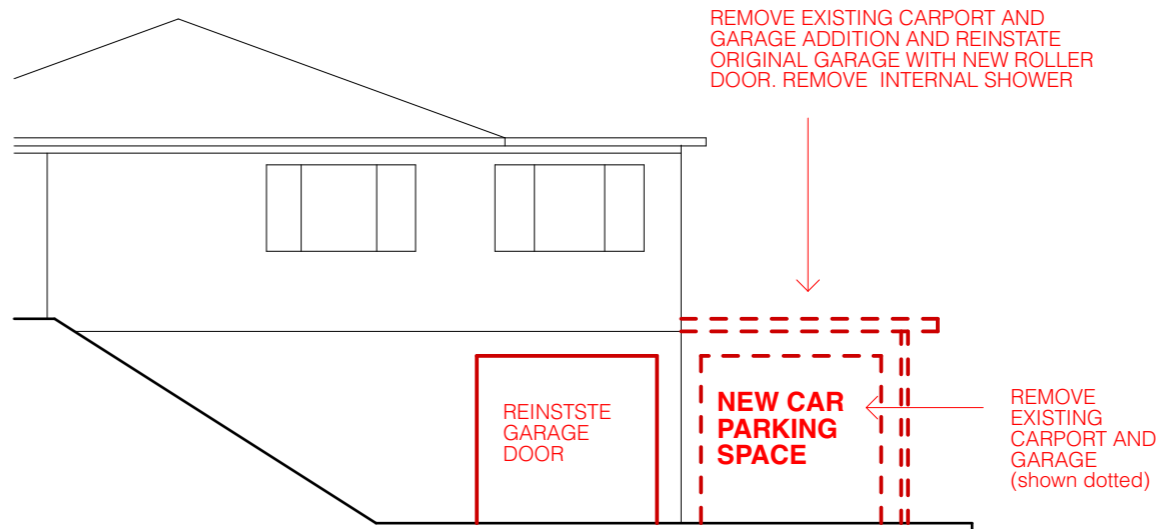 REMOVE EXISTING CARPORT AND
GARAGE ADDITION AND REINSTATE
ORIGINAL GARAGE WITH NEW ROLLER
DOOR. REMOVE INTERNAL SHOWER
REINSTSTE
GARAGE
DOOR
NEW CAR
PARKING
SPACE
REMOVE
EXISTING
CARPORT AND
GARAGE
(shown dotted)